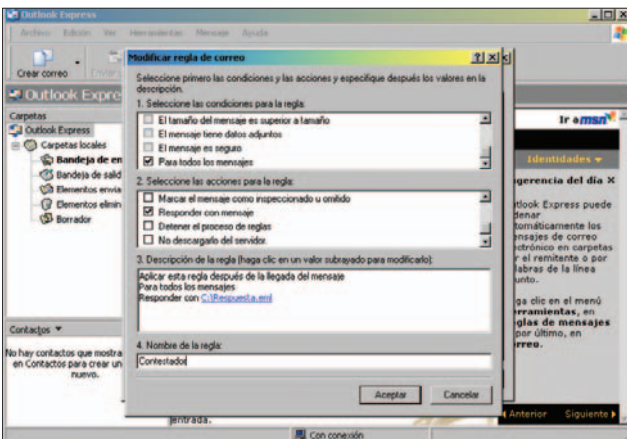 Outlook Express
Archivo Edición Ver Herramientas Mensaje Ayuda
Crear correo
Outlook Expre
Carpetas
Outlook Express
Carpetas locales
Bandeja de en
Bandeja de salid
Elementos envia
Elementos elimin
Borrador
Contactos
No hay contactos que mostra
en Contactos para crear un
nuevo.
Modificar regla de correo
Seleccione primero las condiciones y las acciones y especifique después los valores en la
descripción.
1. Seleccione las condiciones para la regla:
El tamaño del mensaje es superior a tamaño
El mensaje tiene datos adjuntos
El mensaje es seguro
Para todos los mensajes
2. Seleccione las acciones para la regla:
Marcar el mensaje como inspeccionado u omitido
Responder con mensaje
Detener el proceso de reglas
No descargarlo del servidor.
3. Descripción de la regla (haga clic en un valor subrayado para modificarlo):
Aplicar esta regla después de la llegada del mensaje
Para todos los mensajes
Responder con C:\Respuesta.eml
4. Nombre de la regla:
Contestador
Aceptar Cancelar
Ir a msn
Identidades
gerencia del día X
tlook Express puede
denar
tomáticamente los
ensajes de correo
ectrónico en carpetas
r el remitente o por
labras de la línea
unto.
ga clic en el menú
rramientas, en
glas de mensajes
por último, en
rreo.
Anterior Siguiente
entrada.
Con conexión